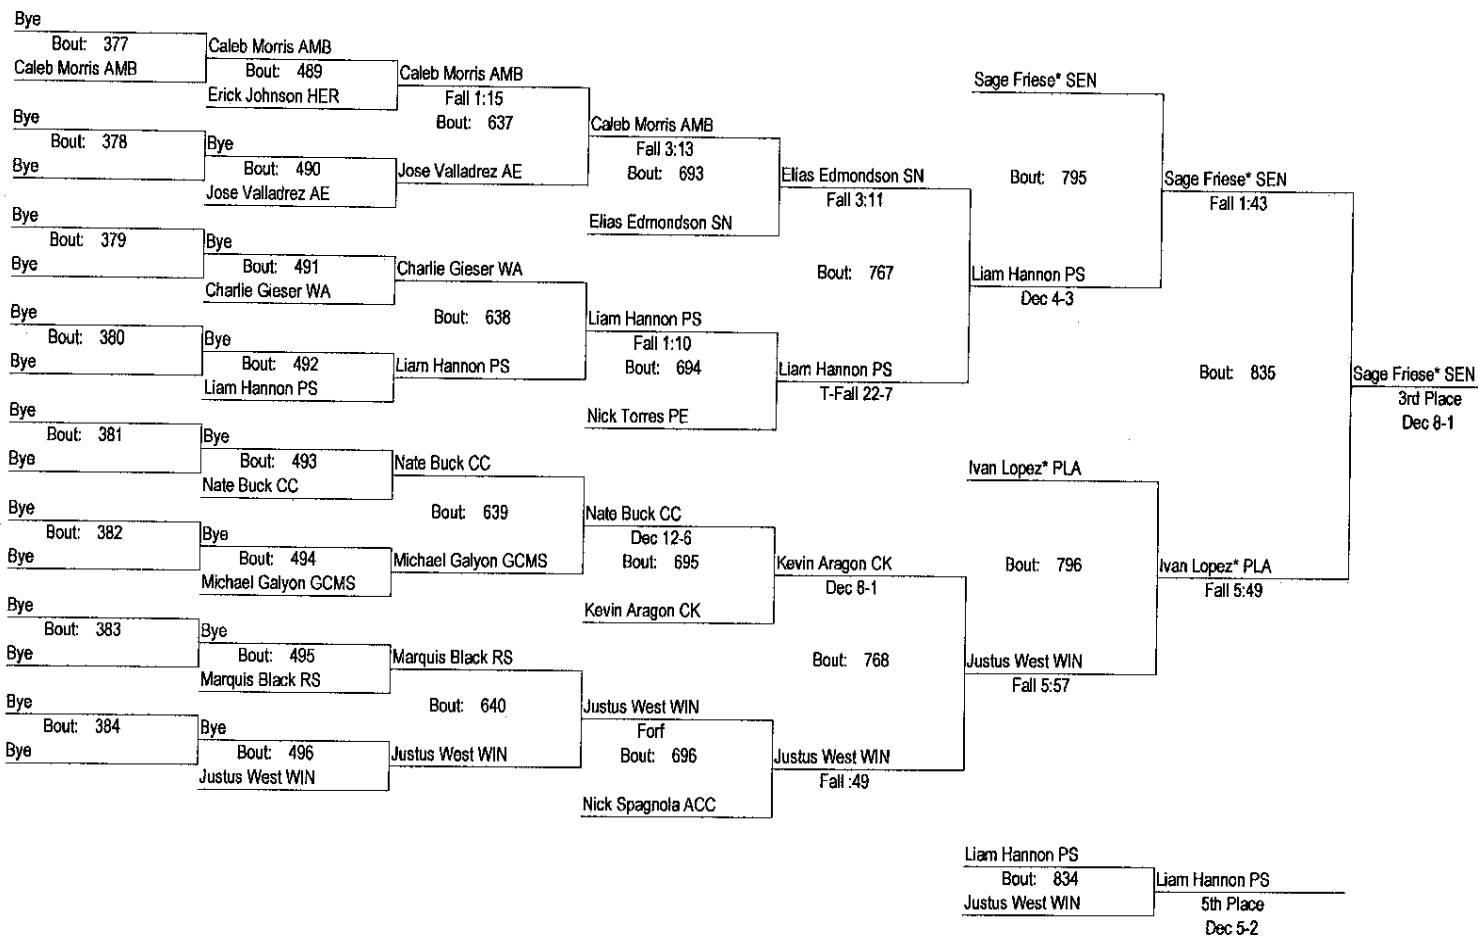 Bye
Bout: 377
Caleb Morris AMB
Caleb Morris AMB
Bout: 489
Erick Johnson HER
Caleb Morris AMB
Fall 1:15
Bout: 637
Bye
Bout: 378
Bye
Bye
Bout: 490
Jose Valladrez AE
Jose Valladrez AE
Caleb Morris AMB
Fall 3:13
Bout: 693
Elias Edmondson SN
Elias Edmondson SN
Fall 3:11
Bye
Bout: 379
Bye
Bye
Bout: 491
Charlie Gieser WA
Charlie Gieser WA
Bout: 638
Bye
Bout: 380
Bye
Bye
Bout: 492
Liam Hannon PS
Liam Hannon PS
Liam Hannon PS
Fall 1:10
Bout: 694
Nick Torres PE
Liam Hannon PS
T-Fall 22-7
Bout: 767
Sage Friese* SEN
Bout: 795
Liam Hannon PS
Dec 4-3
Sage Friese* SEN
Fall 1:43
Bye
Bout: 381
Bye
Bye
Bout: 493
Nate Buck CC
Nate Buck CC
Bout: 639
Bye
Bout: 382
Bye
Bye
Bout: 494
Michael Galyon GCMS
Michael Galyon GCMS
Nate Buck CC
Dec 12-6
Bout: 695
Kevin Aragon CK
Kevin Aragon CK
Dec 8-1
Bye
Bout: 383
Bye
Bye
Bout: 495
Marquis Black RS
Marquis Black RS
Bout: 640
Bye
Bout: 384
Bye
Bye
Bout: 496
Justus West WIN
Justus West WIN
Justus West WIN
Forf
Bout: 696
Nick Spagnola ACC
Justus West WIN
Fall :49
Bout: 768
Ivan Lopez* PLA
Bout: 796
Justus West WIN
Fall 5:57
Ivan Lopez* PLA
Fall 5:49
Bout: 835
Sage Friese* SEN
3rd Place
Dec 8-1
Liam Hannon PS
Bout: 834
Justus West WIN
Liam Hannon PS
5th Place
Dec 5-2